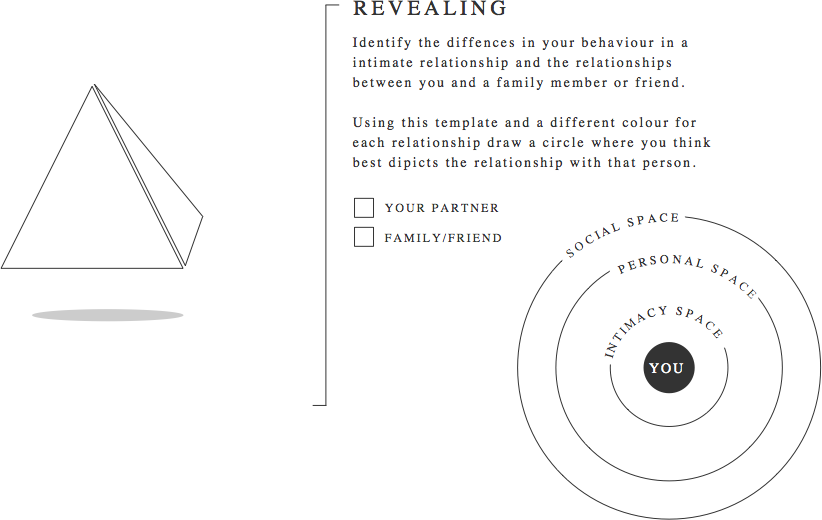 REVEALING
Identify the diffences in your behaviour in a
intimate relationship and the relationships
between you and a family member or friend.
Using this template and a different colour for
each relationship draw a circle where you think
best dipicts the relationship with that person.
YOUR PARTNER
FAMILY/FRIEND
SOCIAL SPACE
PERSONAL SPACE
INTIMACY SPACE
YOU